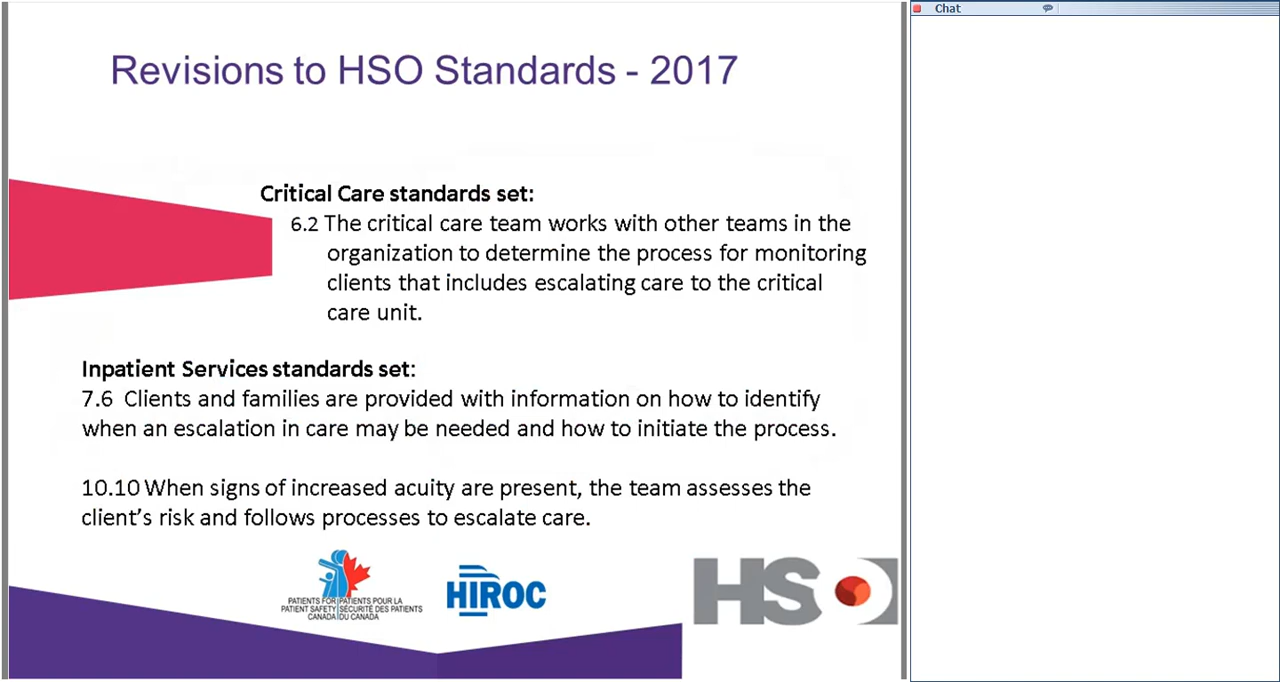 Chat
Revisions to HSO Standards - 2017
Critical Care standards set:
6.2 The critical care team works with other teams in the
organization to determine the process for monitoring
clients that includes escalating care to the critical
care unit.
Inpatient Services standards set:
7.6 Clients and families are provided with information on how to identify
when an escalation in care may be needed and how to initiate the process.
10.10 When signs of increased acuity are present, the team assesses the
client's risk and follows processes to escalate care.
PATIENTS FOR PATIENTS POUR LA
PATIENT SAFETY SÉCURITÉ DES PATIENTS
CANADA DU CANADA
HIROC
HSO